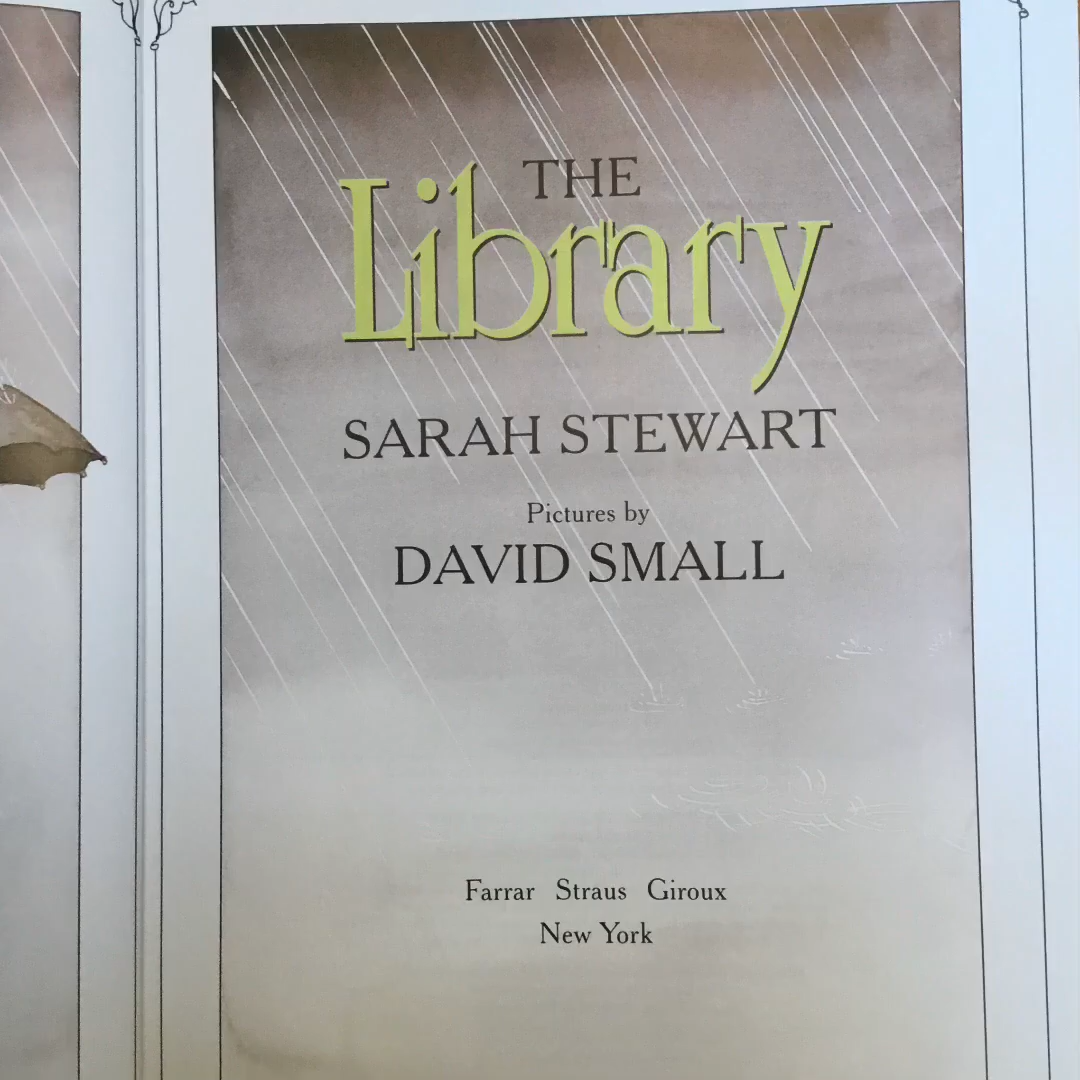 THE
Library
SARAH STEWART
Pictures by
DAVID SMALL
Farrar Straus Giroux
New York